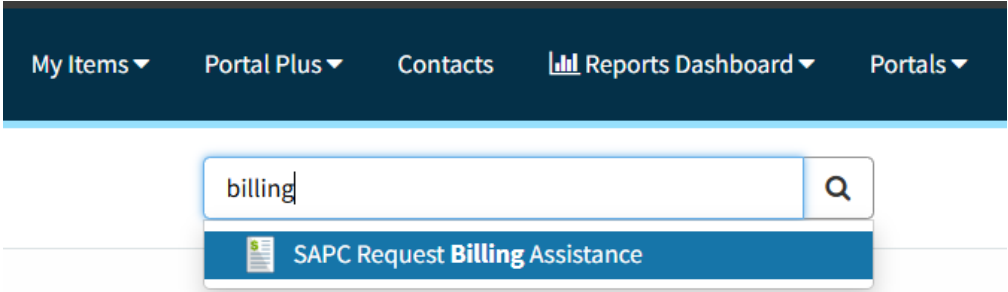 My Items Portal Plus Contacts Reports Dashboard Portals
billing
SAPC Request Billing Assistance